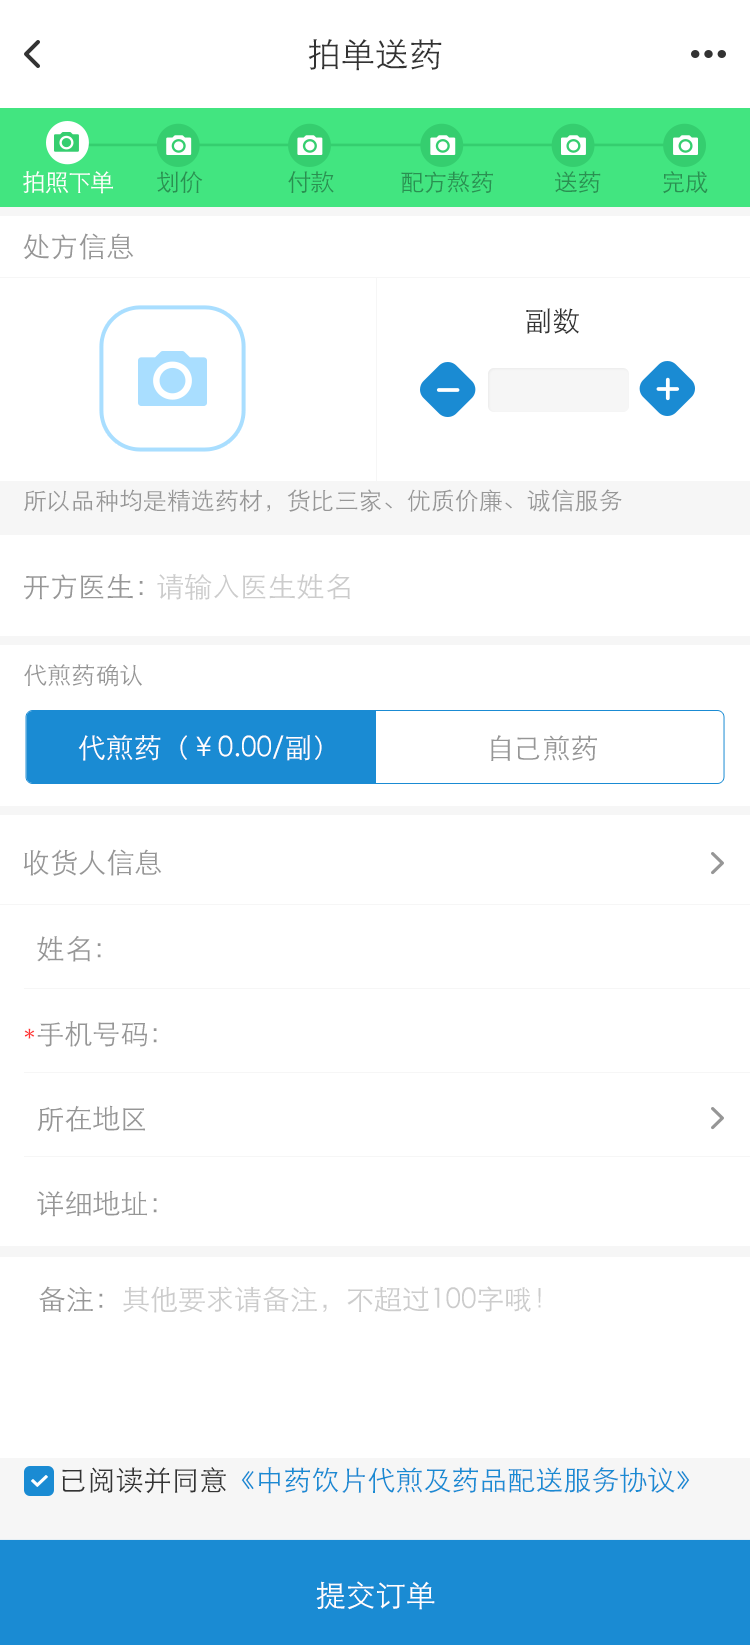 拍单送药
拍照下单 划价 付款 配方熬药 送药 完成
处方信息
副数
所以品种均是精选药材，货比三家、优质价廉、诚信服务
开方医生：请输入医生姓名
代煎药确认
代煎药（￥0.00/副） 自己煎药
收货人信息
姓名：
*手机号码：
所在地区
详细地址：
备注：其他要求请备注，不超过100字哦！
已阅读并同意《中药饮片代煎及药品配送服务协议》
提交订单